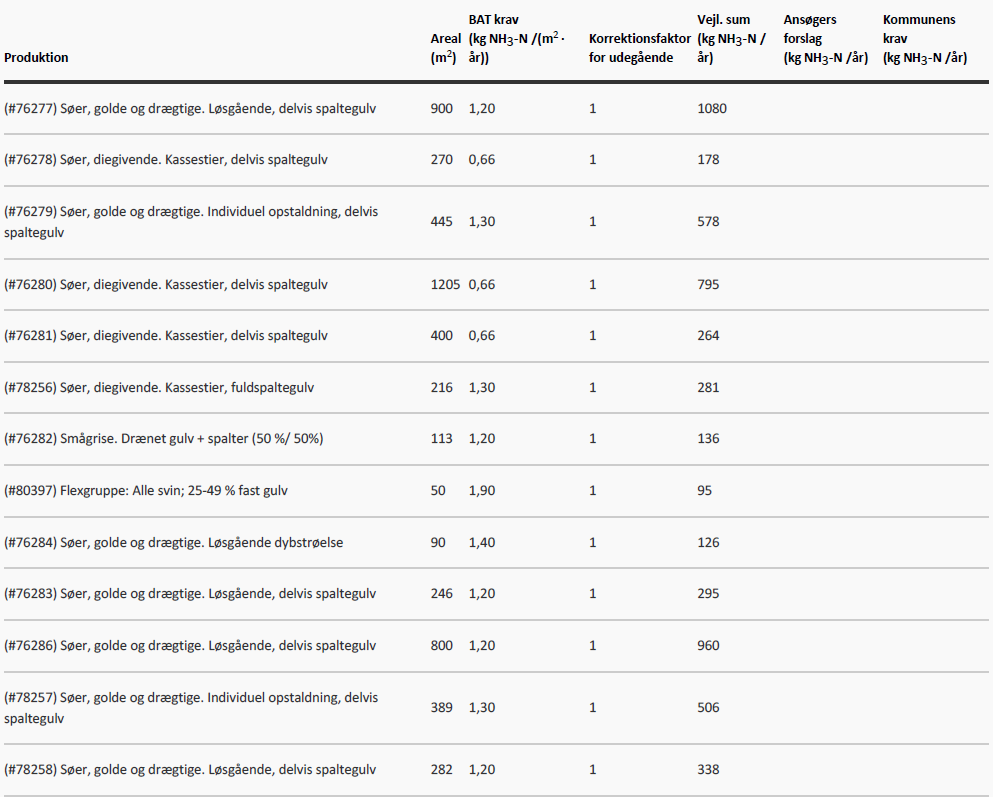 Produktion Areal (m2) BAT krav (kg NH3-N /(m2 · år)) Korrektionsfaktor for udegående Vejl. sum (kg NH3-N / år) Ansøgers forslag (kg NH3-N /år) Kommunens krav (kg NH3-N /år)
(#76277) Søer, golde og drægtige. Løsgående, delvis spaltegulv 900 1,20 1 1080
(#76278) Søer, diegivende. Kassestier, delvis spaltegulv 270 0,66 1 178
(#76279) Søer, golde og drægtige. Individuel opstaldning, delvis
spaltegulv 445 1,30 1 578
(#76280) Søer, diegivende. Kassestier, delvis spaltegulv 1205 0,66 1 795
(#76281) Søer, diegivende. Kassestier, delvis spaltegulv 400 0,66 1 264
(#78256) Søer, diegivende. Kassestier, fuldspaltegulv 216 1,30 1 281
(#76282) Smågrise. Drænet gulv + spalter (50 %/ 50%) 113 1,20 1 136
(#80397) Flexgruppe: Alle svin; 25-49 % fast gulv 50 1,90 1 95
(#76284) Søer, golde og drægtige. Løsgående dybstrøelse 90 1,40 1 126
(#76283) Søer, golde og drægtige. Løsgående, delvis spaltegulv 246 1,20 1 295
(#76286) Søer, golde og drægtige. Løsgående, delvis spaltegulv 800 1,20 1 960
(#78257) Søer, golde og drægtige. Individuel opstaldning, delvis
spaltegulv 389 1,30 1 506
(#78258) Søer, golde og drægtige. Løsgående, delvis spaltegulv 282 1,20 1 338